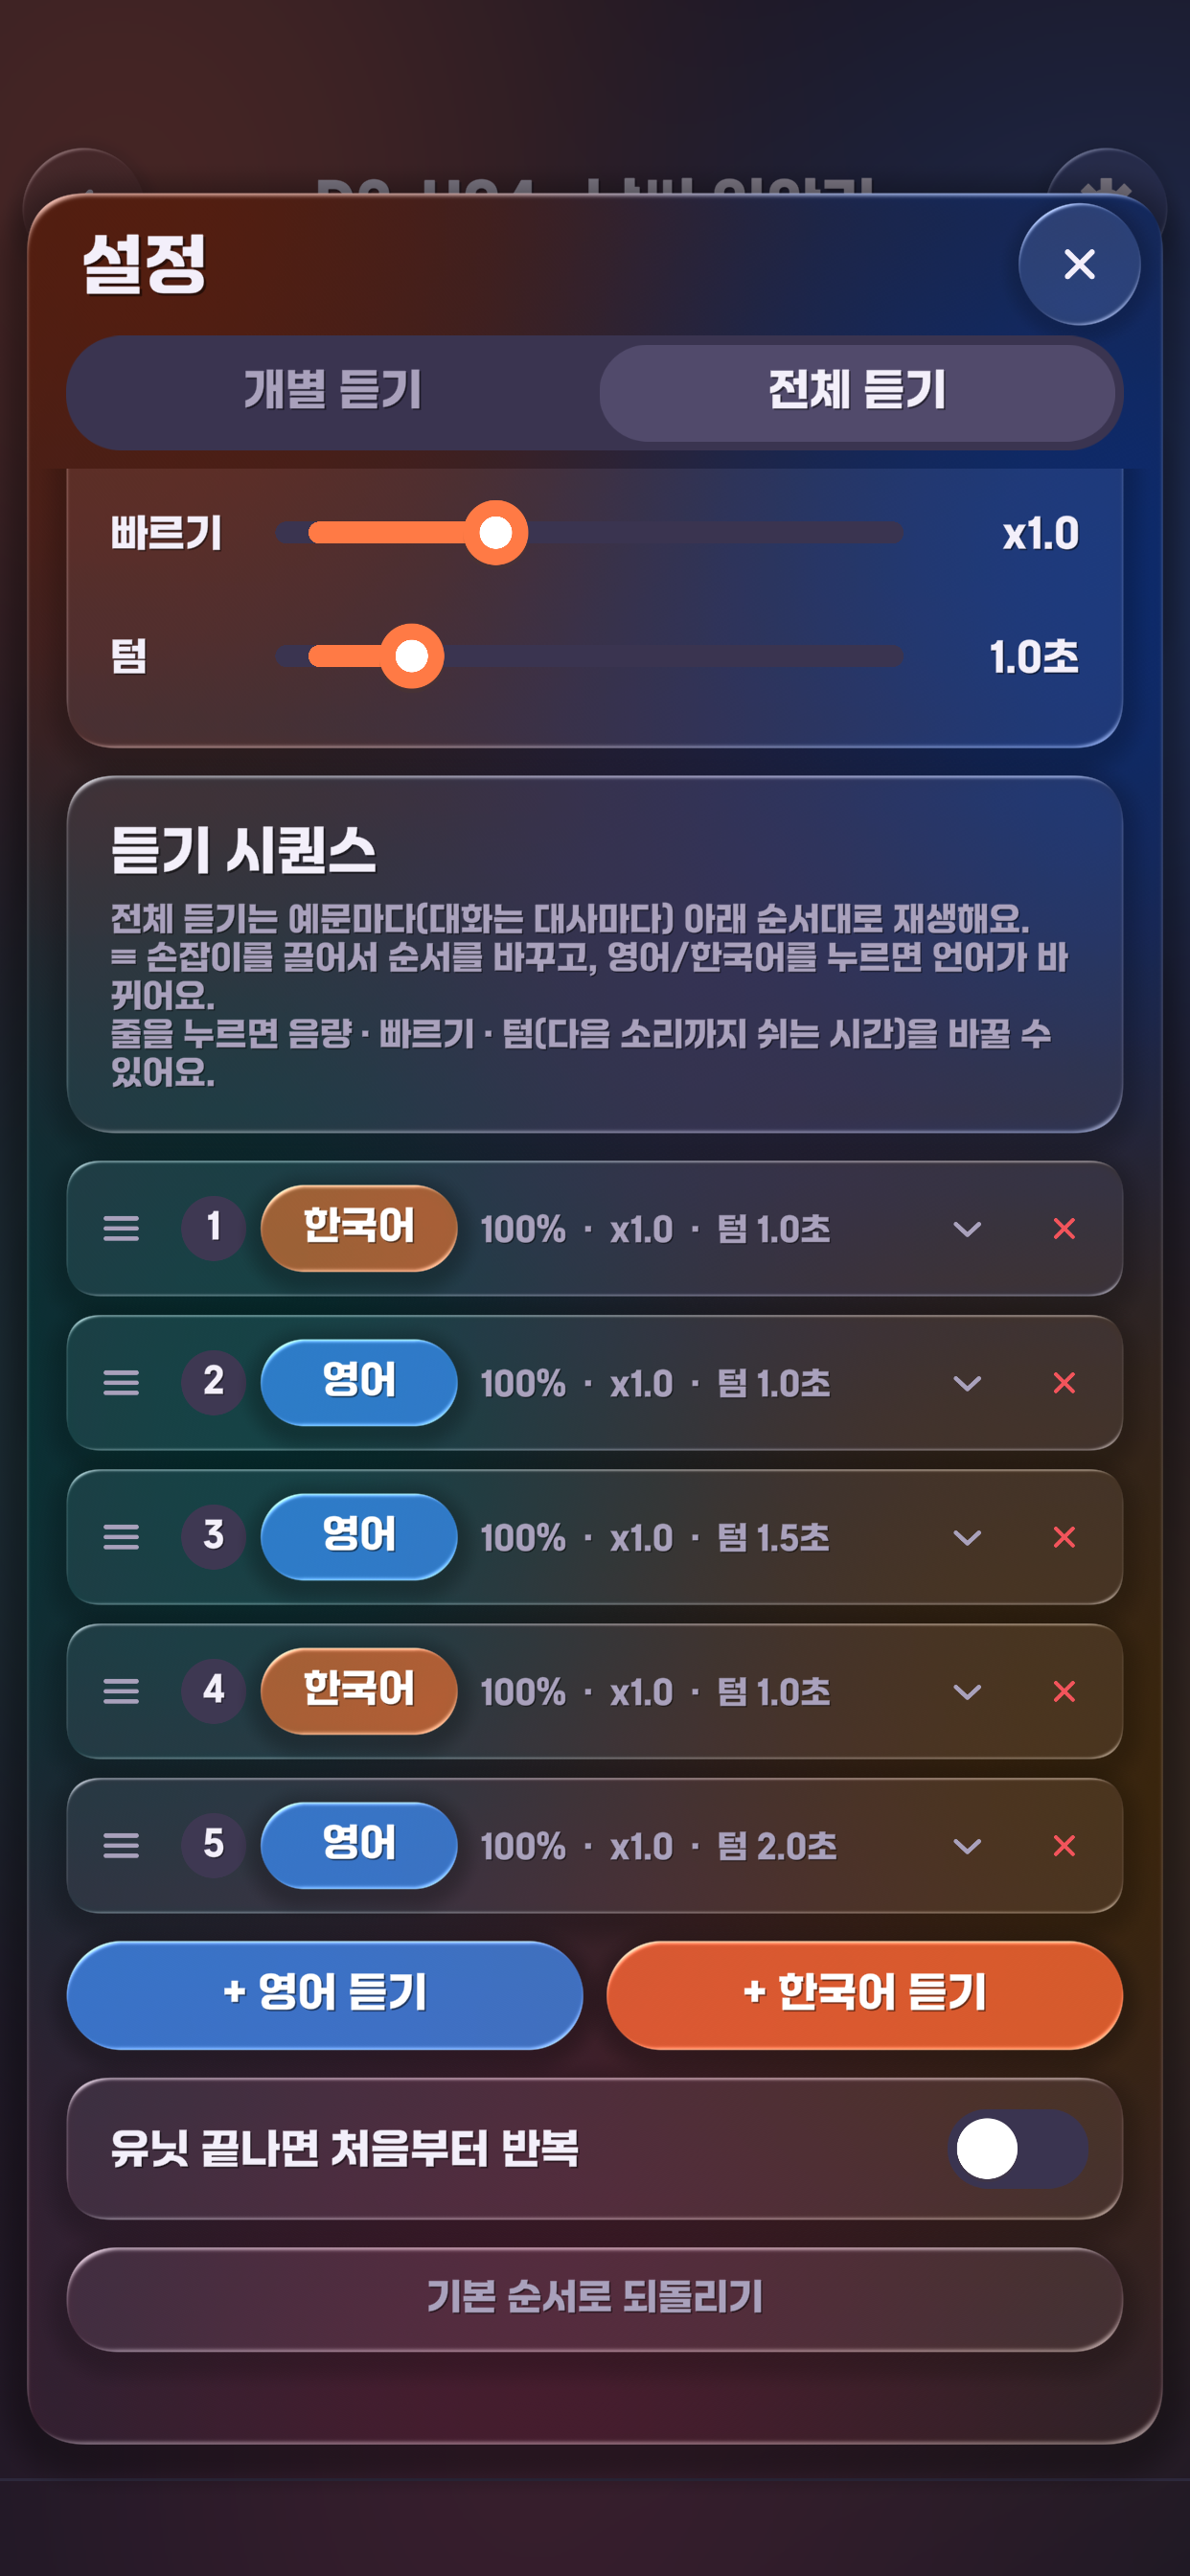 설정
개별 듣기
전체 듣기
빠르기
x1.0
텀
1.0초
듣기 시퀀스
전체 듣기는 예문마다(대화는 대사마다) 아래 순서대로 재생해요.
≡ 손잡이를 끌어서 순서를 바꾸고, 영어/한국어를 누르면 언어가 바
뀌어요.
줄을 누르면 음량 · 빠르기 · 텀(다음 소리까지 쉬는 시간)을 바꿀 수
있어요.
1 한국어 100% · x1.0 · 텀 1.0초
2 영어 100% · x1.0 · 텀 1.0초
3 영어 100% · x1.0 · 텀 1.5초
4 한국어 100% · x1.0 · 텀 1.0초
5 영어 100% · x1.0 · 텀 2.0초
+ 영어 듣기
+ 한국어 듣기
유닛 끝나면 처음부터 반복
기본 순서로 되돌리기